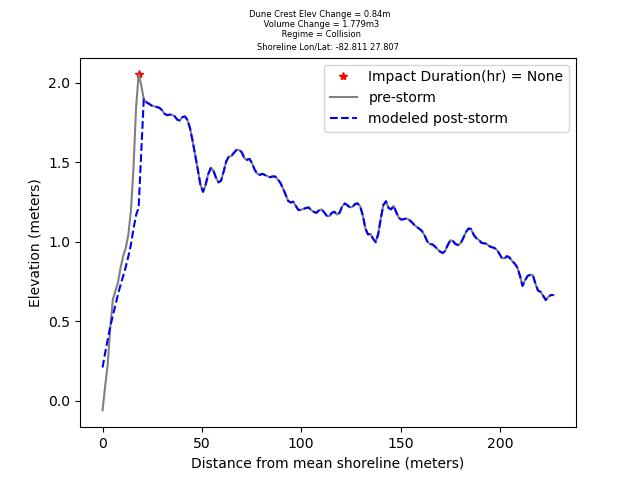 Dune Crest Elev Change = 0.84m
Volume Change = 1.779m3
Regime = Collision
Shoreline Lon/Lat: -82.811 27.807
Impact Duration(hr) = None
pre-storm
modeled post-storm
2.0
1.5
1.0
0.5
0.0
Elevation (meters)
0
50
100
150
200
Distance from mean shoreline (meters)